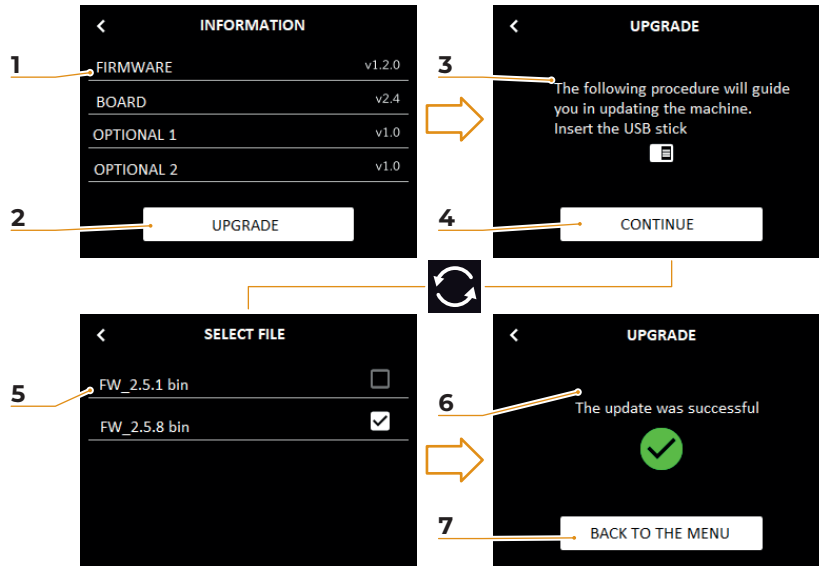 INFORMATION
1
FIRMWARE v1.2.0
BOARD v2.4
OPTIONAL 1 v1.0
OPTIONAL 2 v1.0
2
UPGRADE
UPGRADE
3
The following procedure will guide
you in updating the machine.
Insert the USB stick
4
CONTINUE
SELECT FILE
5
FW_2.5.1 bin
FW_2.5.8 bin
UPGRADE
6
The update was successful
7
BACK TO THE MENU